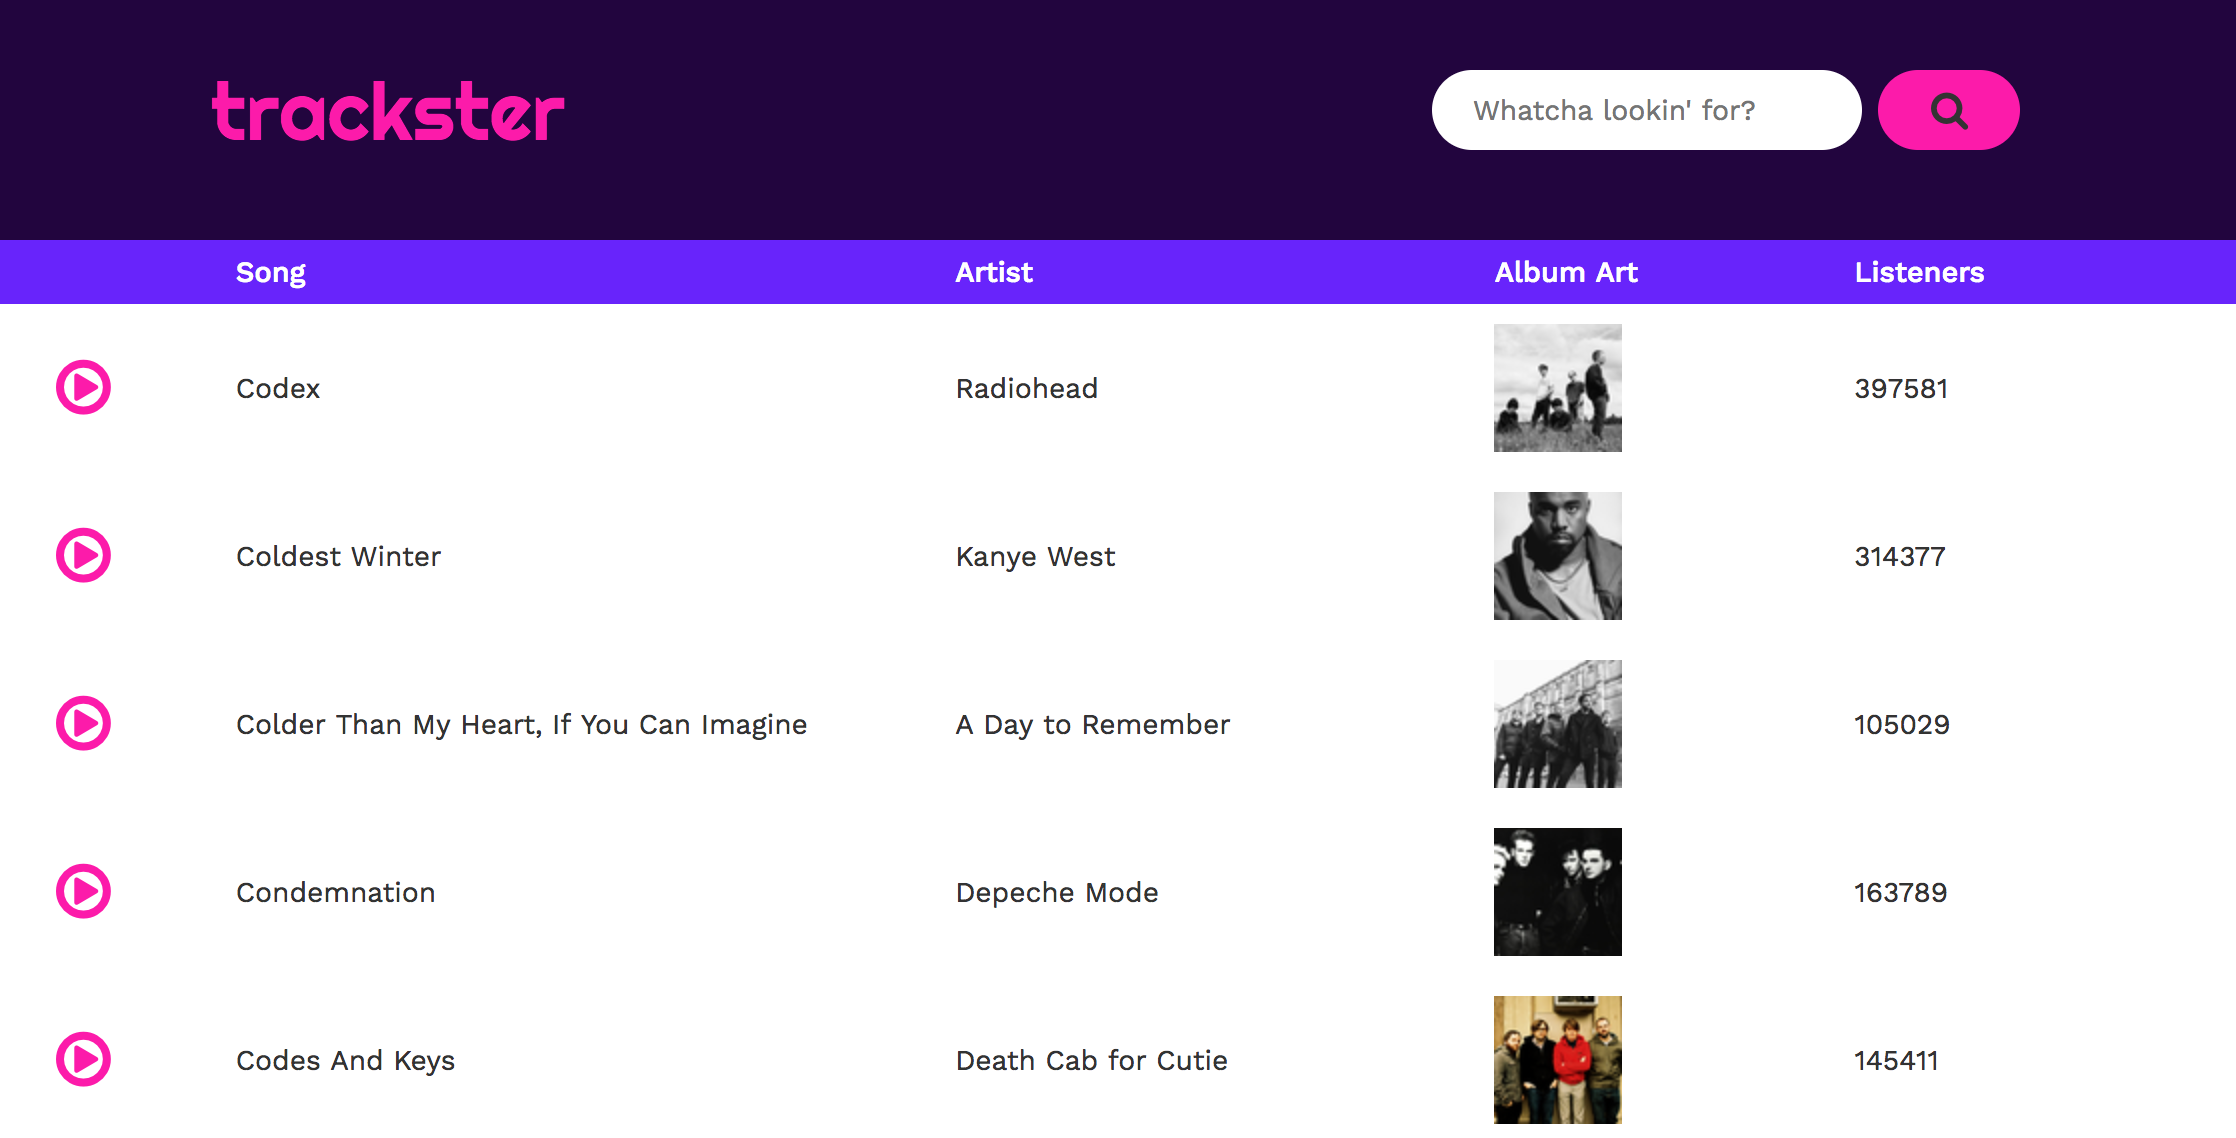 trackster
Whatcha lookin' for?
Song Artist Album Art Listeners
Codex Radiohead 397581
Coldest Winter Kanye West 314377
Colder Than My Heart, If You Can Imagine A Day to Remember 105029
Condemnation Depeche Mode 163789
Codes And Keys Death Cab for Cutie 145411